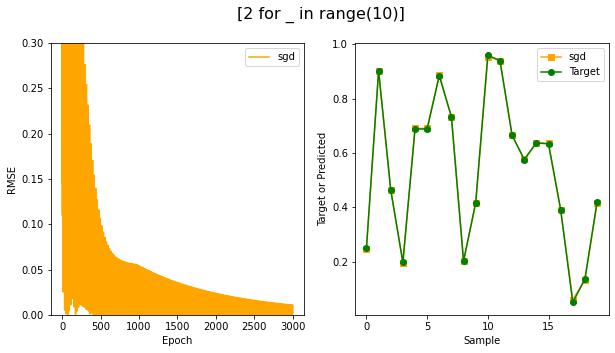 [2 for _ in range(10)]
0.30
0.25
0.20
0.15
0.10
0.05
0.00
RMSE
0
500
1000
1500
2000
2500
3000
Epoch
sgd
1.0
0.8
0.6
0.4
0.2
Target or Predicted
0
5
10
15
Sample
sgd
Target